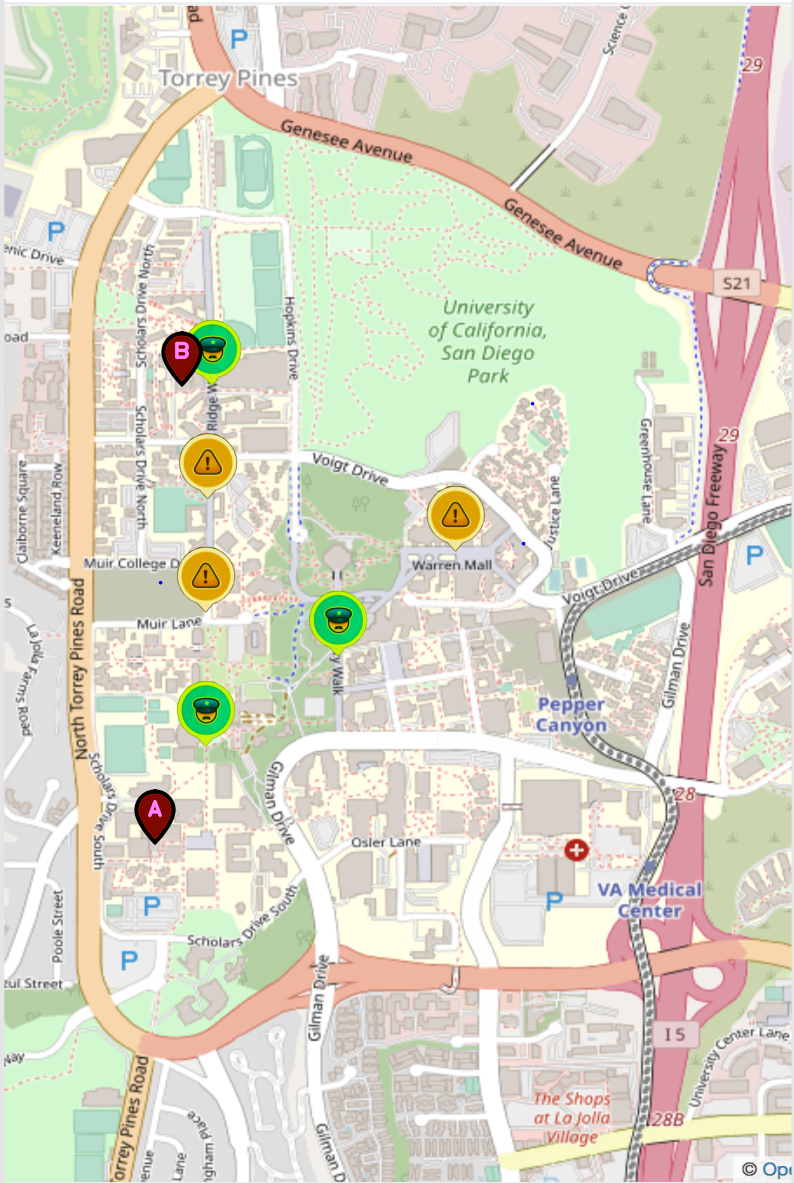 P
Science
Torrey Pines
29
Genesee Avenue
Genesee Avenue
P
enic Drive
Scholars Drive North
S21
Hopkins Drive
University
of California,
San Diego
Park
oad
B
Ridge W
Scholars Drive North
Greenhouse Lane
29
San Diego Freeway
Claiborne Square
Keeneland Row
Voigt Drive
!
!
Justice Lane
P
Muir College D
!
Warren Mall
Voigt Drive
Muir Lane
La Jolla Farms Road
North Torrey Pines Road
y Walk
Gilman Drive
Pepper
Canyon
Scholars Drive South
Gilman Drive
28
A
Osler Lane
P
P
VA Medical
Center
Poole Street
Scholars Drive South
P
zul Street
Gilman Drive
I 5
University Center Lane
Way
Torrey Pines Road
The Shops
at La Jolla
Village
28B
Gilman D
ngham Place
Lane
venue
© Ope